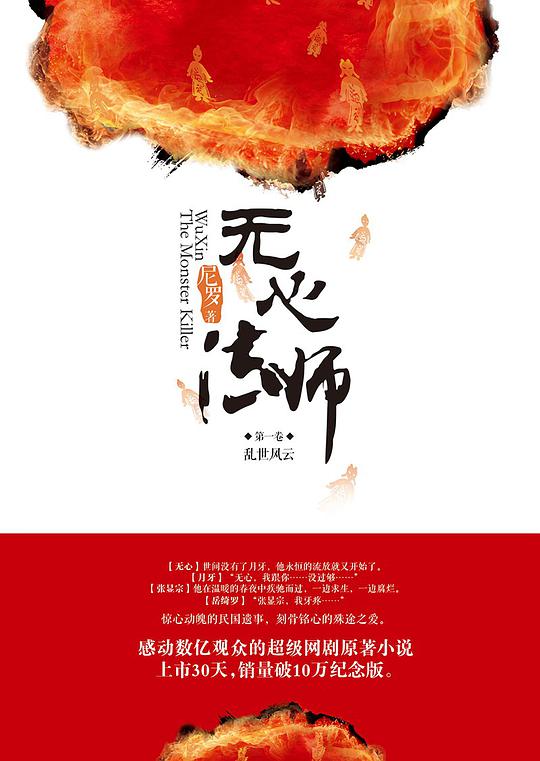 无心法师
尼罗 著
WuXin
The Monster Killer
◆ 第一卷 ◆
乱世风云
【无心】世间没有了月牙，他永恒的流放就又开始了。
【月牙】“无心，我跟你……没过够……”
【张显宗】他在温暖的春夜中疾驰而过，一边求生，一边腐烂。
【岳绮罗】“张显宗，我牙疼……”
惊心动魄的民国遗事，刻骨铭心的殊途之爱。
感动数亿观众的超级网剧原著小说
上市30天，销量破10万纪念版。